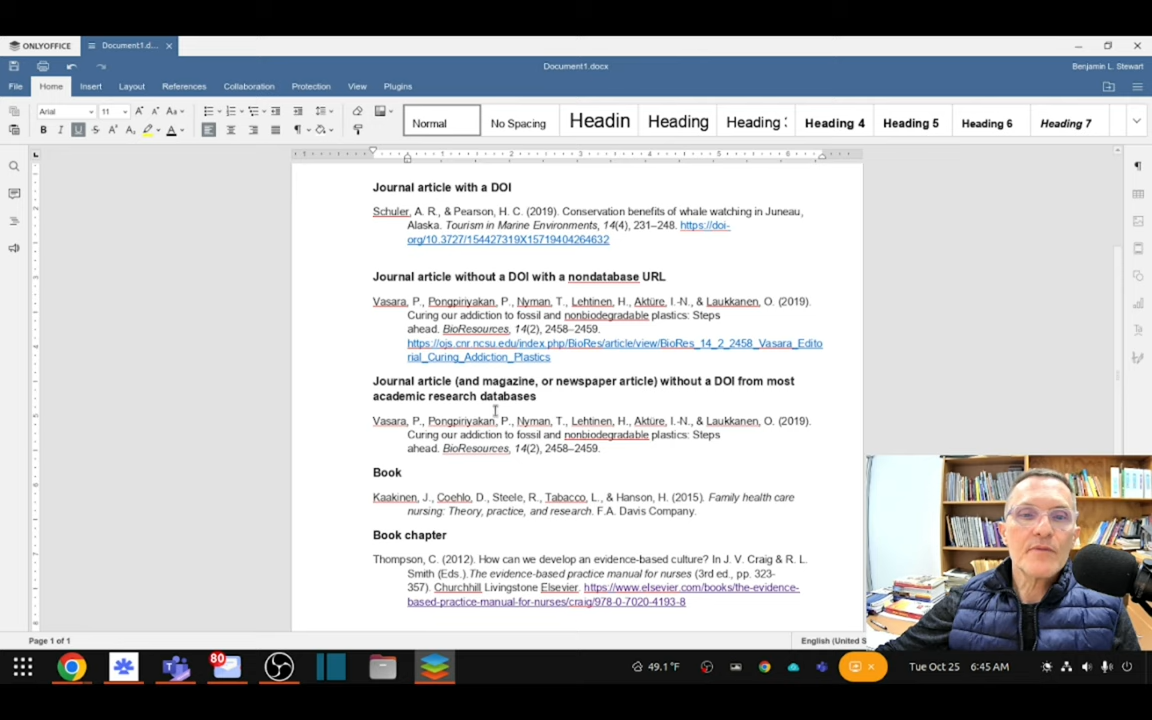 ONLYOFFICE
Document1.d...
Document1.docx
Benjamin L. Stewart
File Home Insert Layout References Collaboration Protection View Plugins
Arial 11
Normal No Spacing Headin Heading Heading : Heading 4 Heading 5 Heading 6 Heading 7
Journal article with a DOI
Schuler, A. R., & Pearson, H. C. (2019). Conservation benefits of whale watching in Juneau,
Alaska. Tourism in Marine Environments, 14(4), 231–248. https://doi-
org/10.3727/154427319X15719404264632
Journal article without a DOI with a nondatabase URL
Vasara, P., Pongpiriyakan, P., Nyman, T., Lehtinen, H., Aktüre, I.-N., & Laukkanen, O. (2019).
Curing our addiction to fossil and nonbiodegradable plastics: Steps
ahead. BioResources, 14(2), 2458–2459.
https://ojs.cnr.ncsu.edu/index.php/BioRes/article/view/BioRes_14_2_2458_Vasara_Edito
rial_Curing_Addiction_Plastics
Journal article (and magazine, or newspaper article) without a DOI from most
academic research databases
Vasara, P., Pongpiriyakan, P., Nyman, T., Lehtinen, H., Aktüre, I.-N., & Laukkanen, O. (2019).
Curing our addiction to fossil and nonbiodegradable plastics: Steps
ahead. BioResources, 14(2), 2458–2459.
Book
Kaakinen, J., Coehlo, D., Steele, R., Tabacco, L., & Hanson, H. (2015). Family health care
nursing: Theory, practice, and research. F.A. Davis Company.
Book chapter
Thompson, C. (2012). How can we develop an evidence-based culture? In J. V. Craig & R. L.
Smith (Eds.).The evidence-based practice manual for nurses (3rd ed., pp. 323-
357). Churchhill Livingstone Elsevier. https://www.elsevier.com/books/the-evidence-
based-practice-manual-for-nurses/craig/978-0-7020-4193-8
Page 1 of 1
English (United S
80
49.1°F
Tue Oct 25 6:45 AM